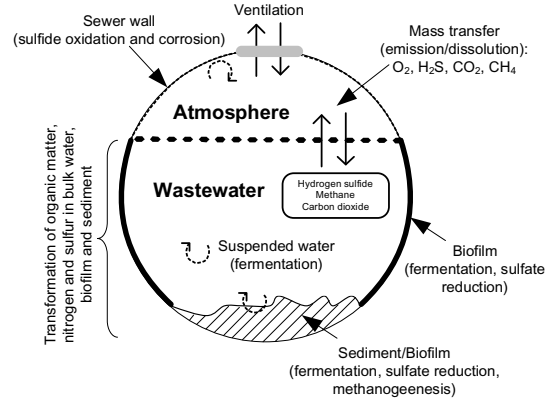 Ventilation
Sewer wall
(sulfide oxidation and corrosion)
Mass transfer
(emission/dissolution):
O₂, H₂S, CO₂, CH₄
Atmosphere
Wastewater
Hydrogen sulfide
Methane
Carbon dioxide
Suspended water
(fermentation)
Transformation of organic matter,
nitrogen and sulfur in bulk water,
biofilm and sediment
Biofilm
(fermentation, sulfate
reduction)
Sediment/Biofilm
(fermentation, sulfate reduction,
methanogeenesis)